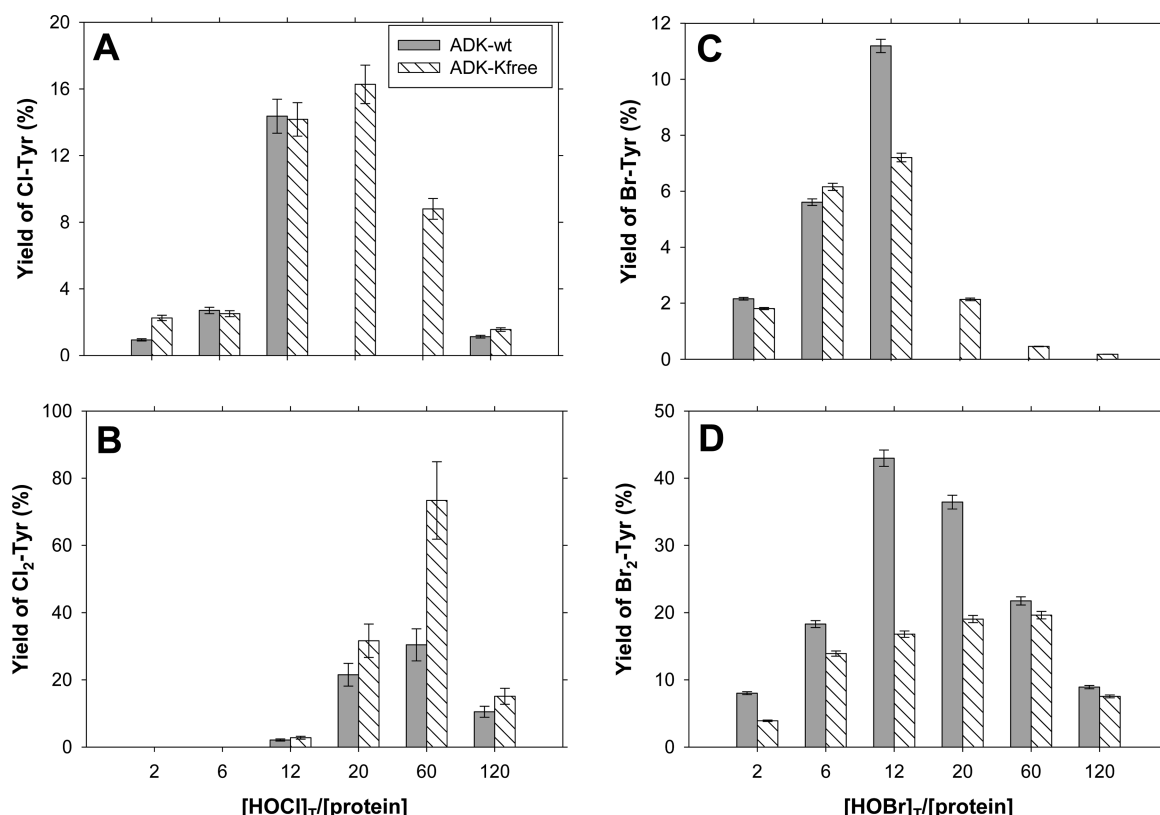 A
Yield of Cl-Tyr (%)
20
16
12
8
4
0
ADK-wt
ADK-Kfree
B
Yield of Cl₂-Tyr (%)
100
80
60
40
20
0
2 6 12 20 60 120
[HOCl]T/[protein]
C
Yield of Br-Tyr (%)
12
10
8
6
4
2
0
D
Yield of Br₂-Tyr (%)
50
40
30
20
10
0
2 6 12 20 60 120
[HOBr]T/[protein]